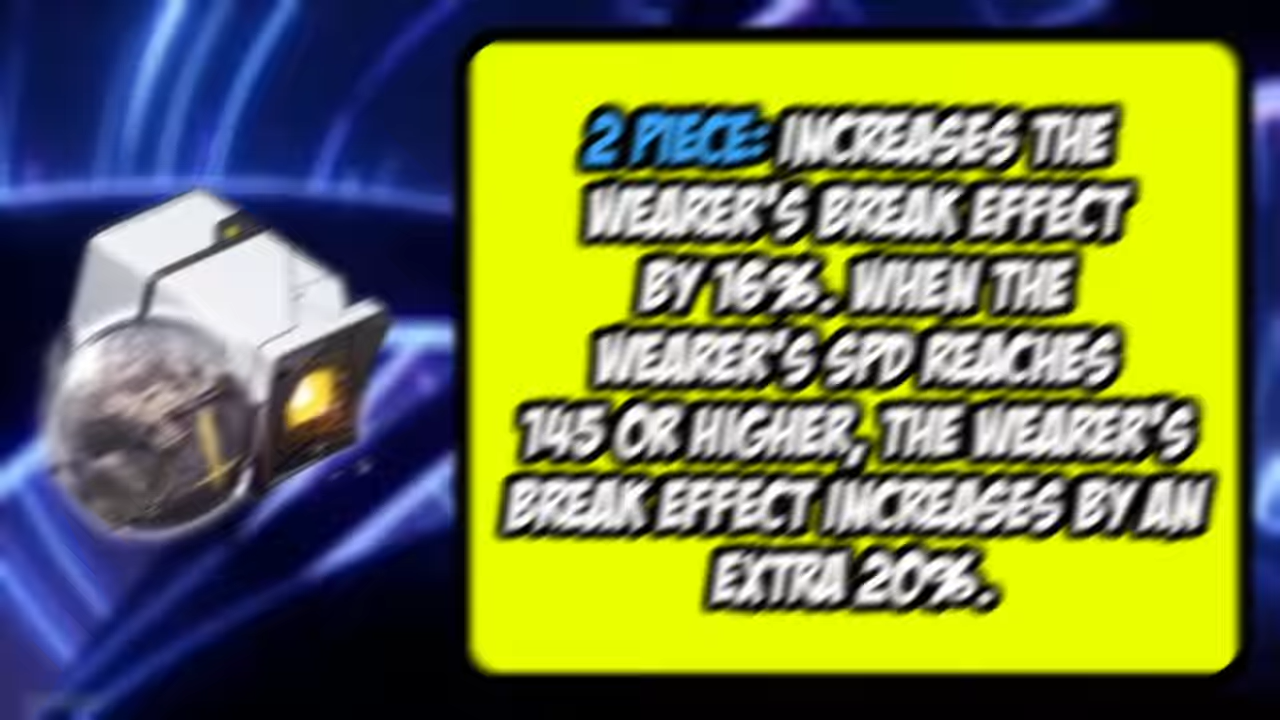 2 PIECE: INCREASES THE
WEARER'S BREAK EFFECT
BY 16%. WHEN THE
WEARER'S SPD REACHES
145 OR HIGHER, THE WEARER'S
BREAK EFFECT INCREASES BY AN
EXTRA 20%.